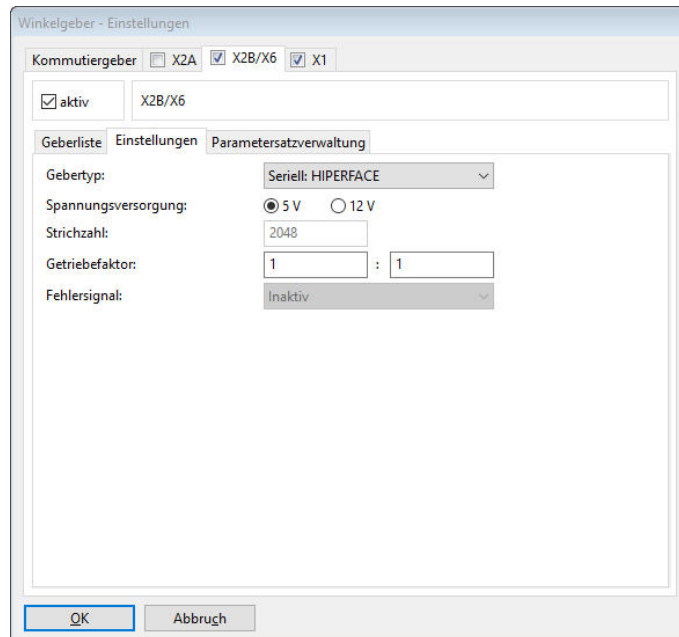 Winkelgeber - Einstellungen
Kommutiergeber X2A X2B/X6 X1
aktiv X2B/X6
Geberliste Einstellungen Parametersatzverwaltung
Gebertyp: Seriell: HIPERFACE
Spannungsversorgung: 5 V 12 V
Strichzahl: 2048
Getriebefaktor: 1 : 1
Fehlersignal: Inaktiv
OK Abbruch